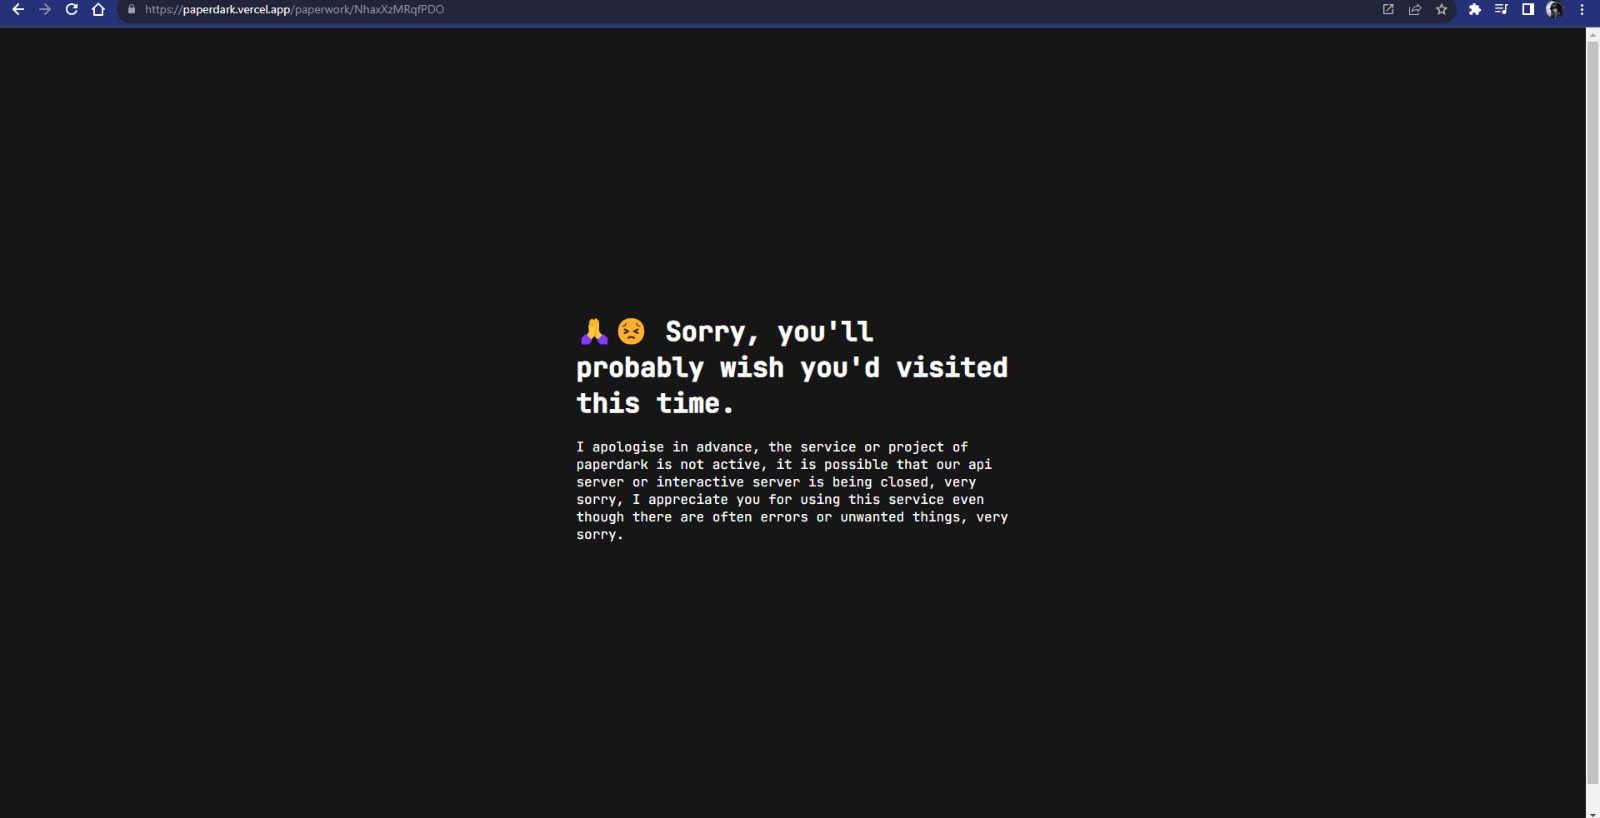 https://paperdark.vercel.app/paperwork/NhaxXzMRqfPDO
🙏😣 Sorry, you'll
probably wish you'd visited
this time.
I apologise in advance, the service or project of
paperdark is not active, it is possible that our api
server or interactive server is being closed, very
sorry, I appreciate you for using this service even
though there are often errors or unwanted things, very
sorry.